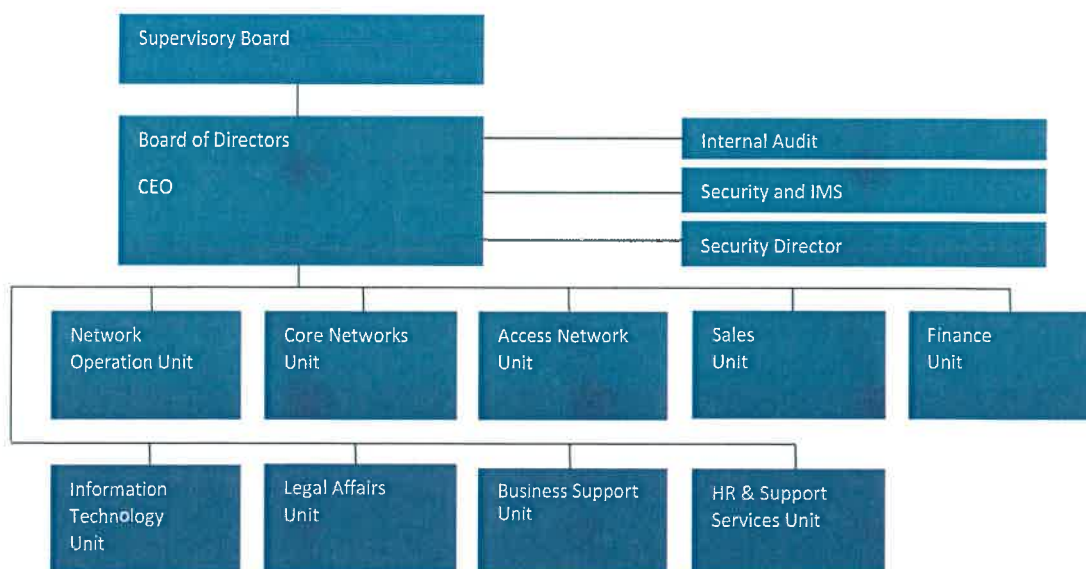 Supervisory Board
Board of Directors
CEO
Internal Audit
Security and IMS
Security Director
Network
Operation Unit
Core Networks
Unit
Access Network
Unit
Sales
Unit
Finance
Unit
Information
Technology
Unit
Legal Affairs
Unit
Business Support
Unit
HR & Support
Services Unit